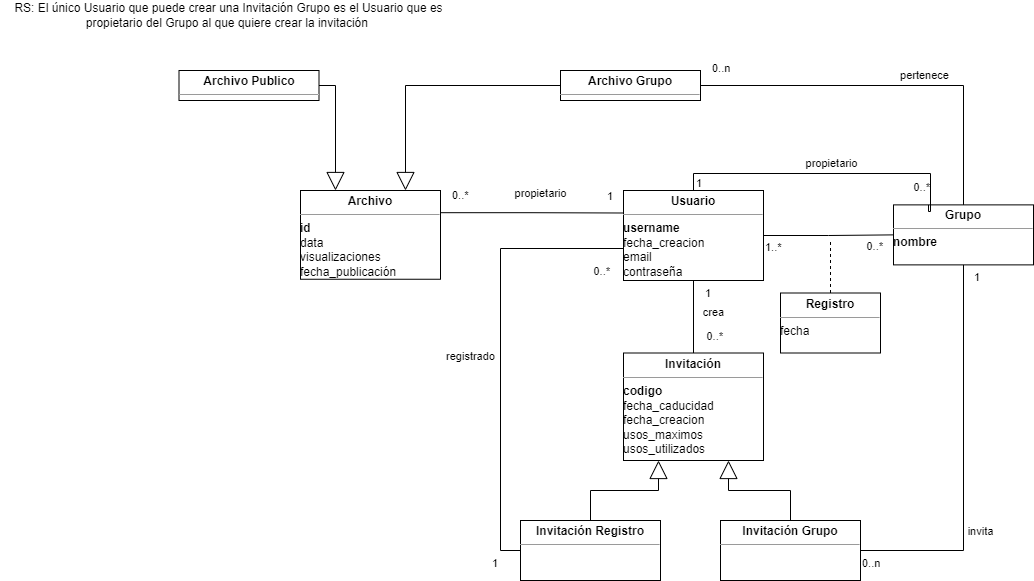 RS: El único Usuario que puede crear una Invitación Grupo es el Usuario que es
propietario del Grupo al que quiere crear la invitación
Archivo Publico
Archivo Grupo
0..n
pertenece
propietario
Archivo
id
data
visualizaciones
fecha_publicación
0..*
propietario
1
Usuario
username
fecha_creacion
email
contraseña
1
0..*
Grupo
nombre
1..*
0..*
0..*
1
Registro
fecha
1
crea
0..*
registrado
Invitación
codigo
fecha_caducidad
fecha_creacion
usos_maximos
usos_utilizados
Invitación Registro
Invitación Grupo
invita
1
0..n